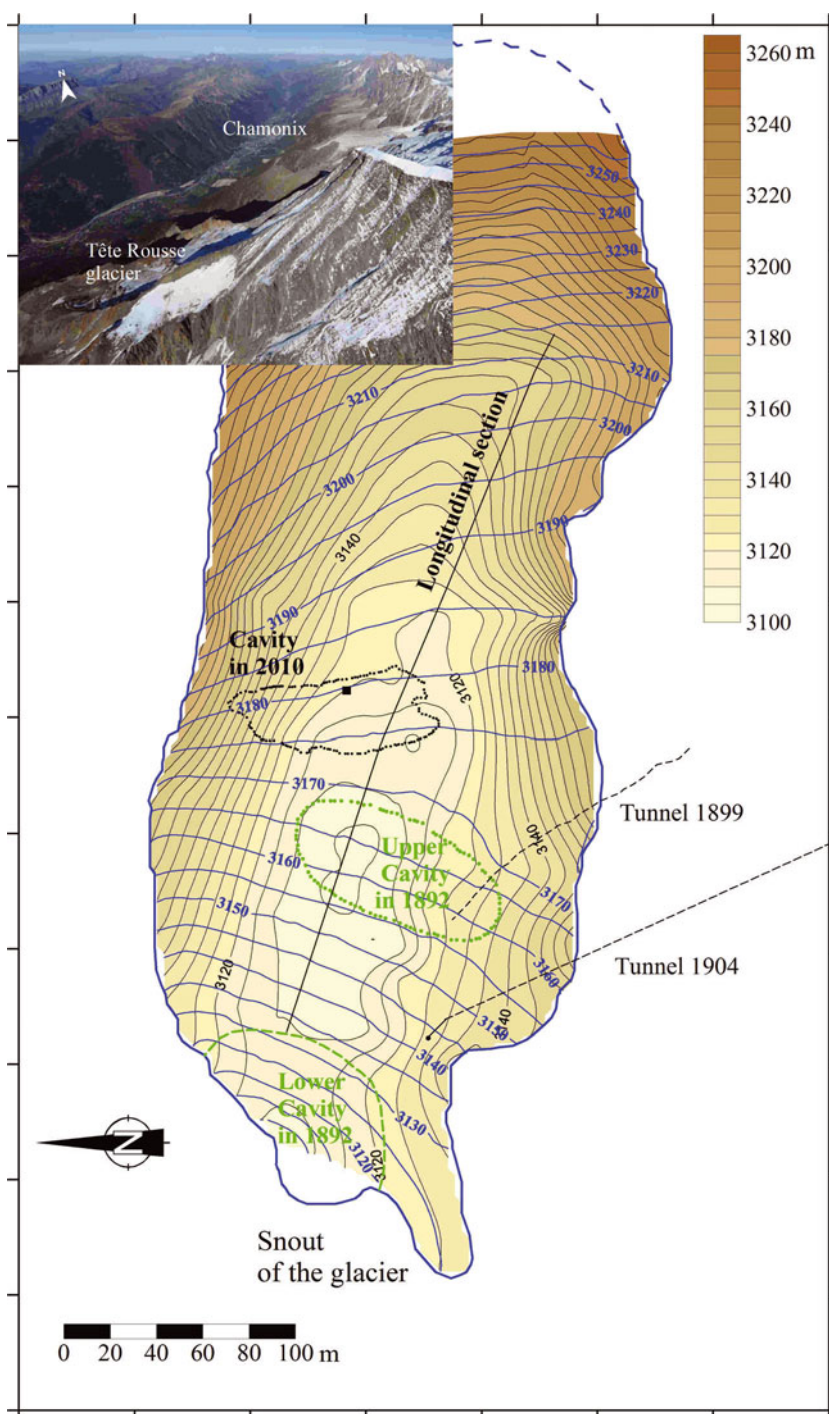 N
Chamonix
Tête Rousse
glacier
3260 m
3240
3220
3200
3180
3160
3140
3120
3100
3250
3240
3230
3220
3210
3210
3200
3200
Longitudinal section
3190
3140
3190
Cavity
in 2010
3180
3180
3120
3170
Tunnel 1899
3140
Upper
Cavity
in 1892
3160
3170
3150
Tunnel 1904
3160
3120
3150
3140
3140
Lower
Cavity
in 1892
3130
3120
3120
N
Snout
of the glacier
0 20 40 60 80 100 m